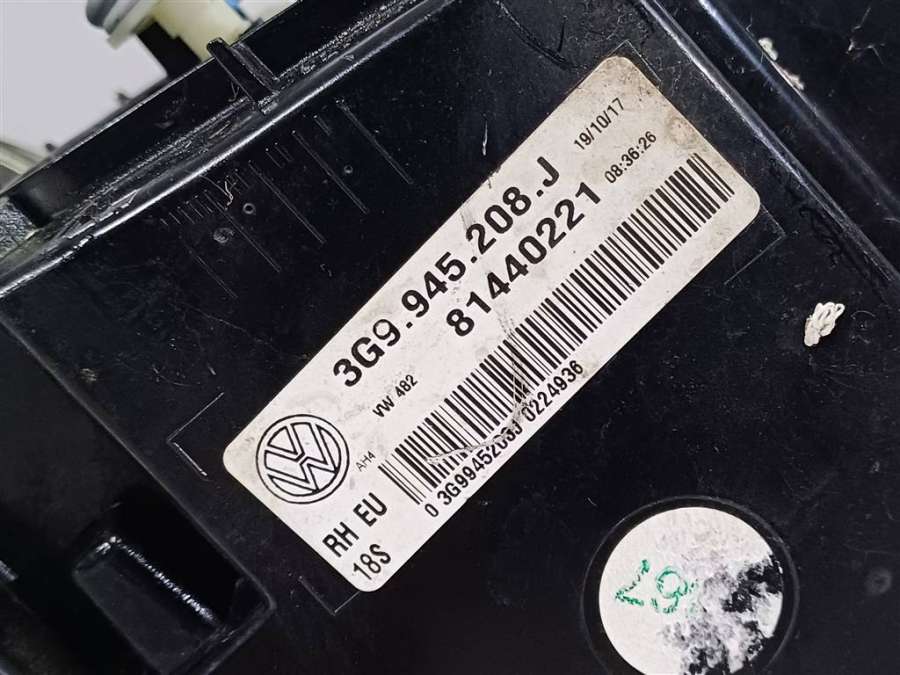 19/10/17
3G9.945.208.J
08:36:26
81440221
VW 482
AH4
0 3G9945208J 0224936
RH EU
18S